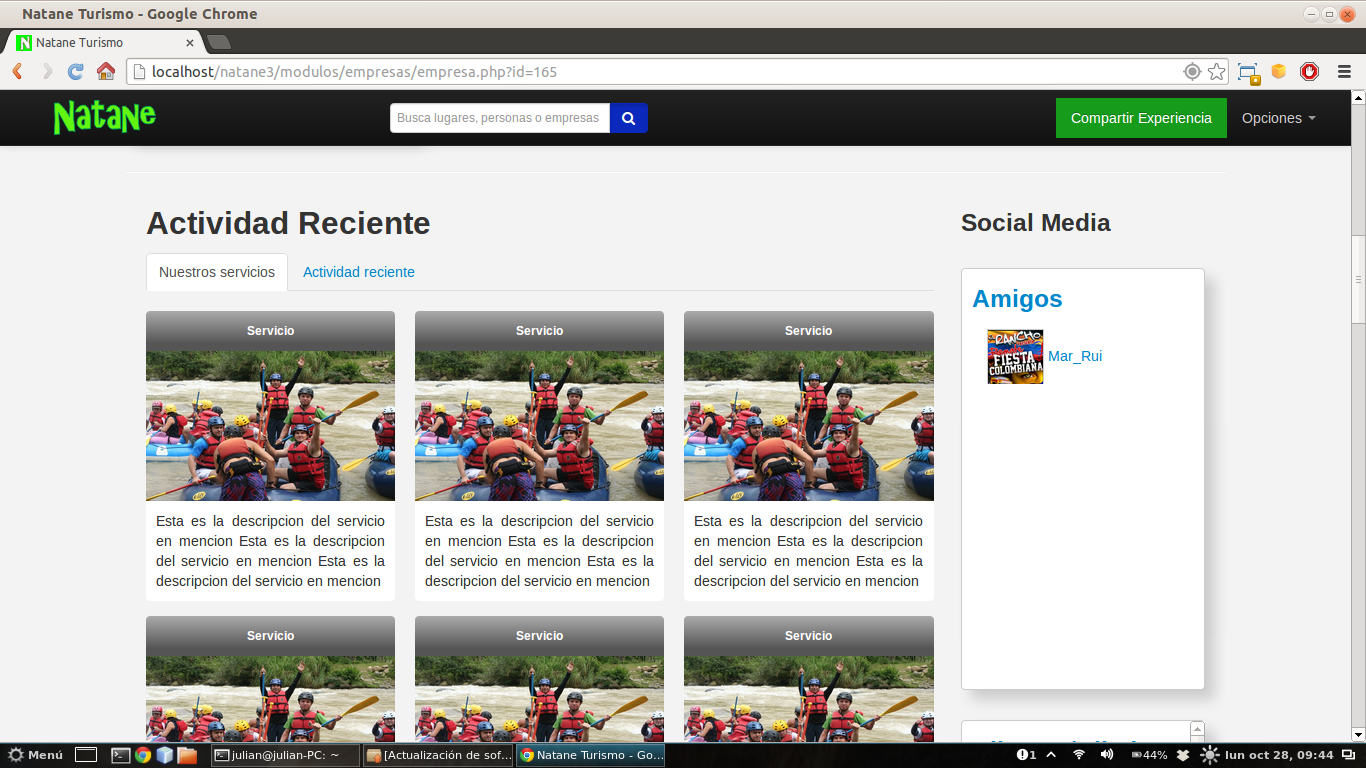 Natane Turismo - Google Chrome
Natane Turismo
localhost/natane3/modulos/empresas/empresa.php?id=165
Natane
Busca lugares, personas o empresas
Compartir Experiencia
Opciones
Actividad Reciente
Social Media
Nuestros servicios
Actividad reciente
Amigos
RANCHO
FIESTA
COLOMBIANA
Mar_Rui
Servicio
Servicio
Servicio
Esta es la descripcion del servicio
en mencion Esta es la descripcion
del servicio en mencion Esta es la
descripcion del servicio en mencion
Esta es la descripcion del servicio
en mencion Esta es la descripcion
del servicio en mencion Esta es la
descripcion del servicio en mencion
Esta es la descripcion del servicio
en mencion Esta es la descripcion
del servicio en mencion Esta es la
descripcion del servicio en mencion
Servicio
Servicio
Servicio
Menú
julian@julian-PC: ~
[Actualización de sof...
Natane Turismo - Go...
1
44%
lun oct 28, 09:44